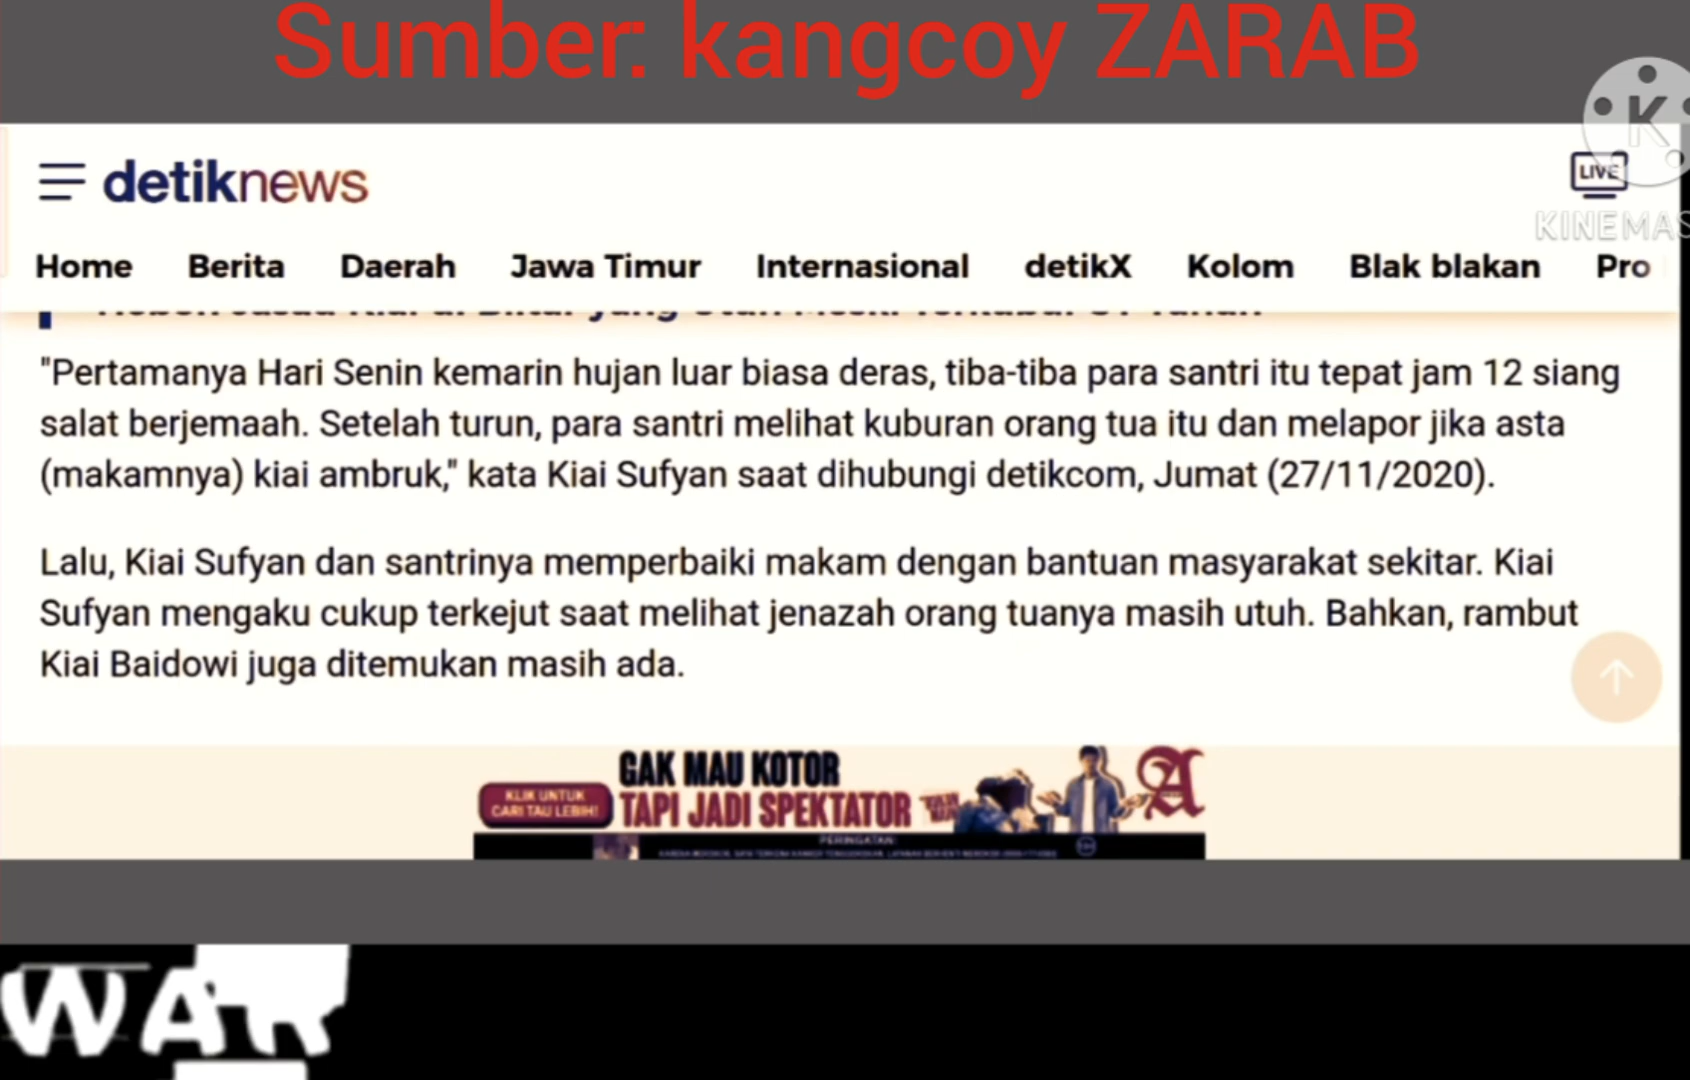 Sumber: kangcoy ZARAB
detiknews
LIVE
KINEMAS
Home Berita Daerah Jawa Timur Internasional detikX Kolom Blak blakan Pro
"Pertamanya Hari Senin kemarin hujan luar biasa deras, tiba-tiba para santri itu tepat jam 12 siang
salat berjemaah. Setelah turun, para santri melihat kuburan orang tua itu dan melapor jika asta
(makamnya) kiai ambruk," kata Kiai Sufyan saat dihubungi detikcom, Jumat (27/11/2020).
Lalu, Kiai Sufyan dan santrinya memperbaiki makam dengan bantuan masyarakat sekitar. Kiai
Sufyan mengaku cukup terkejut saat melihat jenazah orang tuanya masih utuh. Bahkan, rambut
Kiai Baidowi juga ditemukan masih ada.
GAK MAU KOTOR
TAPI JADI SPEKTATOR
KLIK UNTUK
CARI TAU LEBIH!
A
PERINGATAN:
WAR